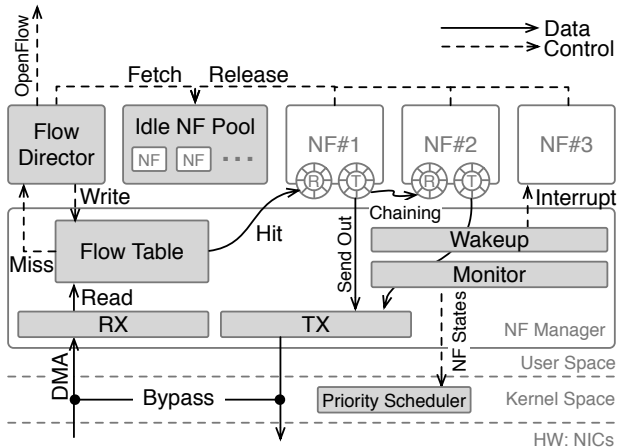 Data
Control
OpenFlow
Fetch
Release
Flow
Director
Idle NF Pool
NF
NF
NF#1
NF#2
NF#3
R
T
R
T
Write
Interrupt
Chaining
Miss
Flow Table
Hit
Send Out
Wakeup
Monitor
Read
RX
TX
NF States
NF Manager
User Space
DMA
Bypass
Priority Scheduler
Kernel Space
HW: NICs